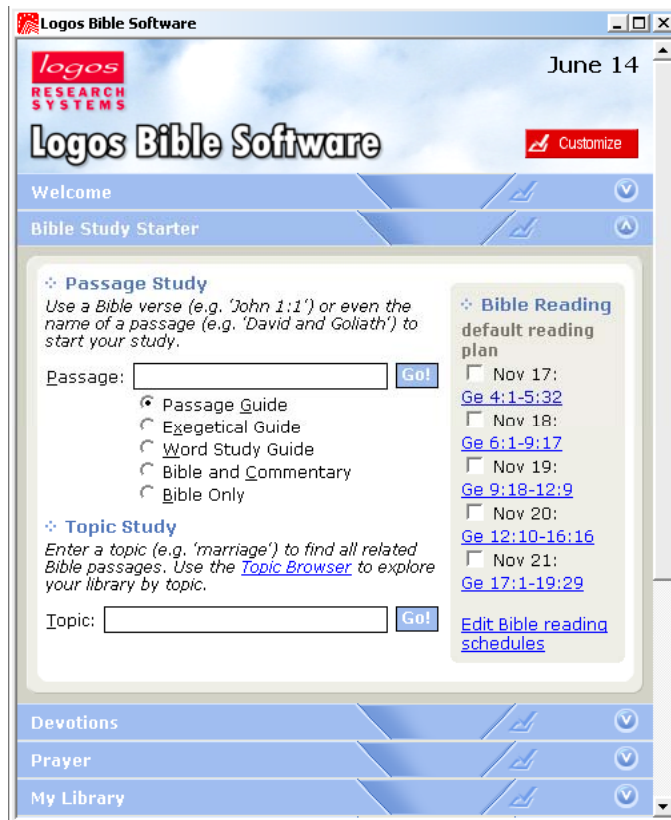 Logos Bible Software
logos
RESEARCH
SYSTEMS
June 14
Logos Bible Software
Customize
Welcome
Bible Study Starter
Passage Study
Use a Bible verse (e.g. 'John 1:1') or even the
name of a passage (e.g. 'David and Goliath') to
start your study.
Passage:
Go!
Passage Guide
Exegetical Guide
Word Study Guide
Bible and Commentary
Bible Only
Topic Study
Enter a topic (e.g. 'marriage') to find all related
Bible passages. Use the Topic Browser to explore
your library by topic.
Topic:
Go!
Bible Reading
default reading
plan
Nov 17:
Ge 4:1-5:32
Nov 18:
Ge 6:1-9:17
Nov 19:
Ge 9:18-12:9
Nov 20:
Ge 12:10-16:16
Nov 21:
Ge 17:1-19:29
Edit Bible reading
schedules
Devotions
Prayer
My Library